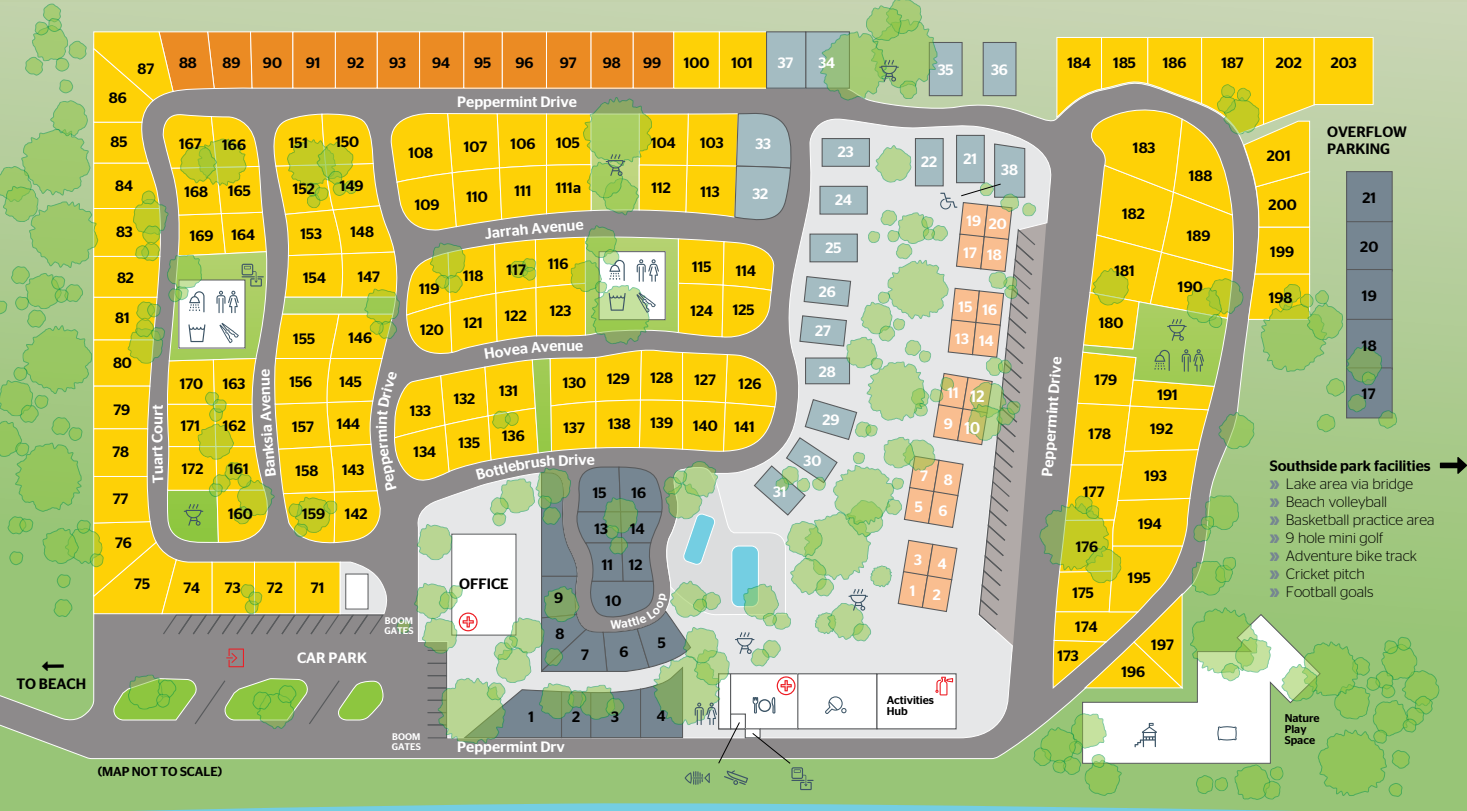 87 88 89 90 91 92 93 94 95 96 97 98 99 100 101 37 34 35 36 184 185 186 187 202 203
86
Peppermint Drive
85 167 166 151 150 108 107 106 105 104 103 33 23 22 21 38 183 201
OVERFLOW
PARKING
84 168 165 152 149 109 110 111 111a 112 113 32 24 188 200 21
83 169 164 153 148
Jarrah Avenue
19 20 182 189 199 20
17 18
82 154 147 119 118 117 116 115 114 25 181 190 198 19
81 155 146 120 121 122 123 124 125 26 15 16 180
80
Hovea Avenue
27 13 14 18
170 163 156 145 133 132 131 130 129 128 127 126 28 11 12 179 191 17
79 171 162 157 144 134 135 136 137 138 139 140 141 29 9 10 178 192
Tuart Court
Banksia Avenue
Peppermint Drive
Peppermint Drive
78 172 161 158 143
Bottlebrush Drive
30 31 7 8 193
77 160 159 142 15 16 5 6 177 194
76 13 14 176
75 74 73 72 71
OFFICE
11 12 3 4 175 195
9 10 1 2
Wattle Loop
8 7 6 5 174 197
173 196
Southside park facilities
Lake area via bridge
Beach volleyball
Basketball practice area
9 hole mini golf
Adventure bike track
Cricket pitch
Football goals
BOOM
GATES
CAR PARK
TO BEACH
1 2 3 4
Activities
Hub
Nature
Play
Space
BOOM
GATES
Peppermint Drv
(MAP NOT TO SCALE)